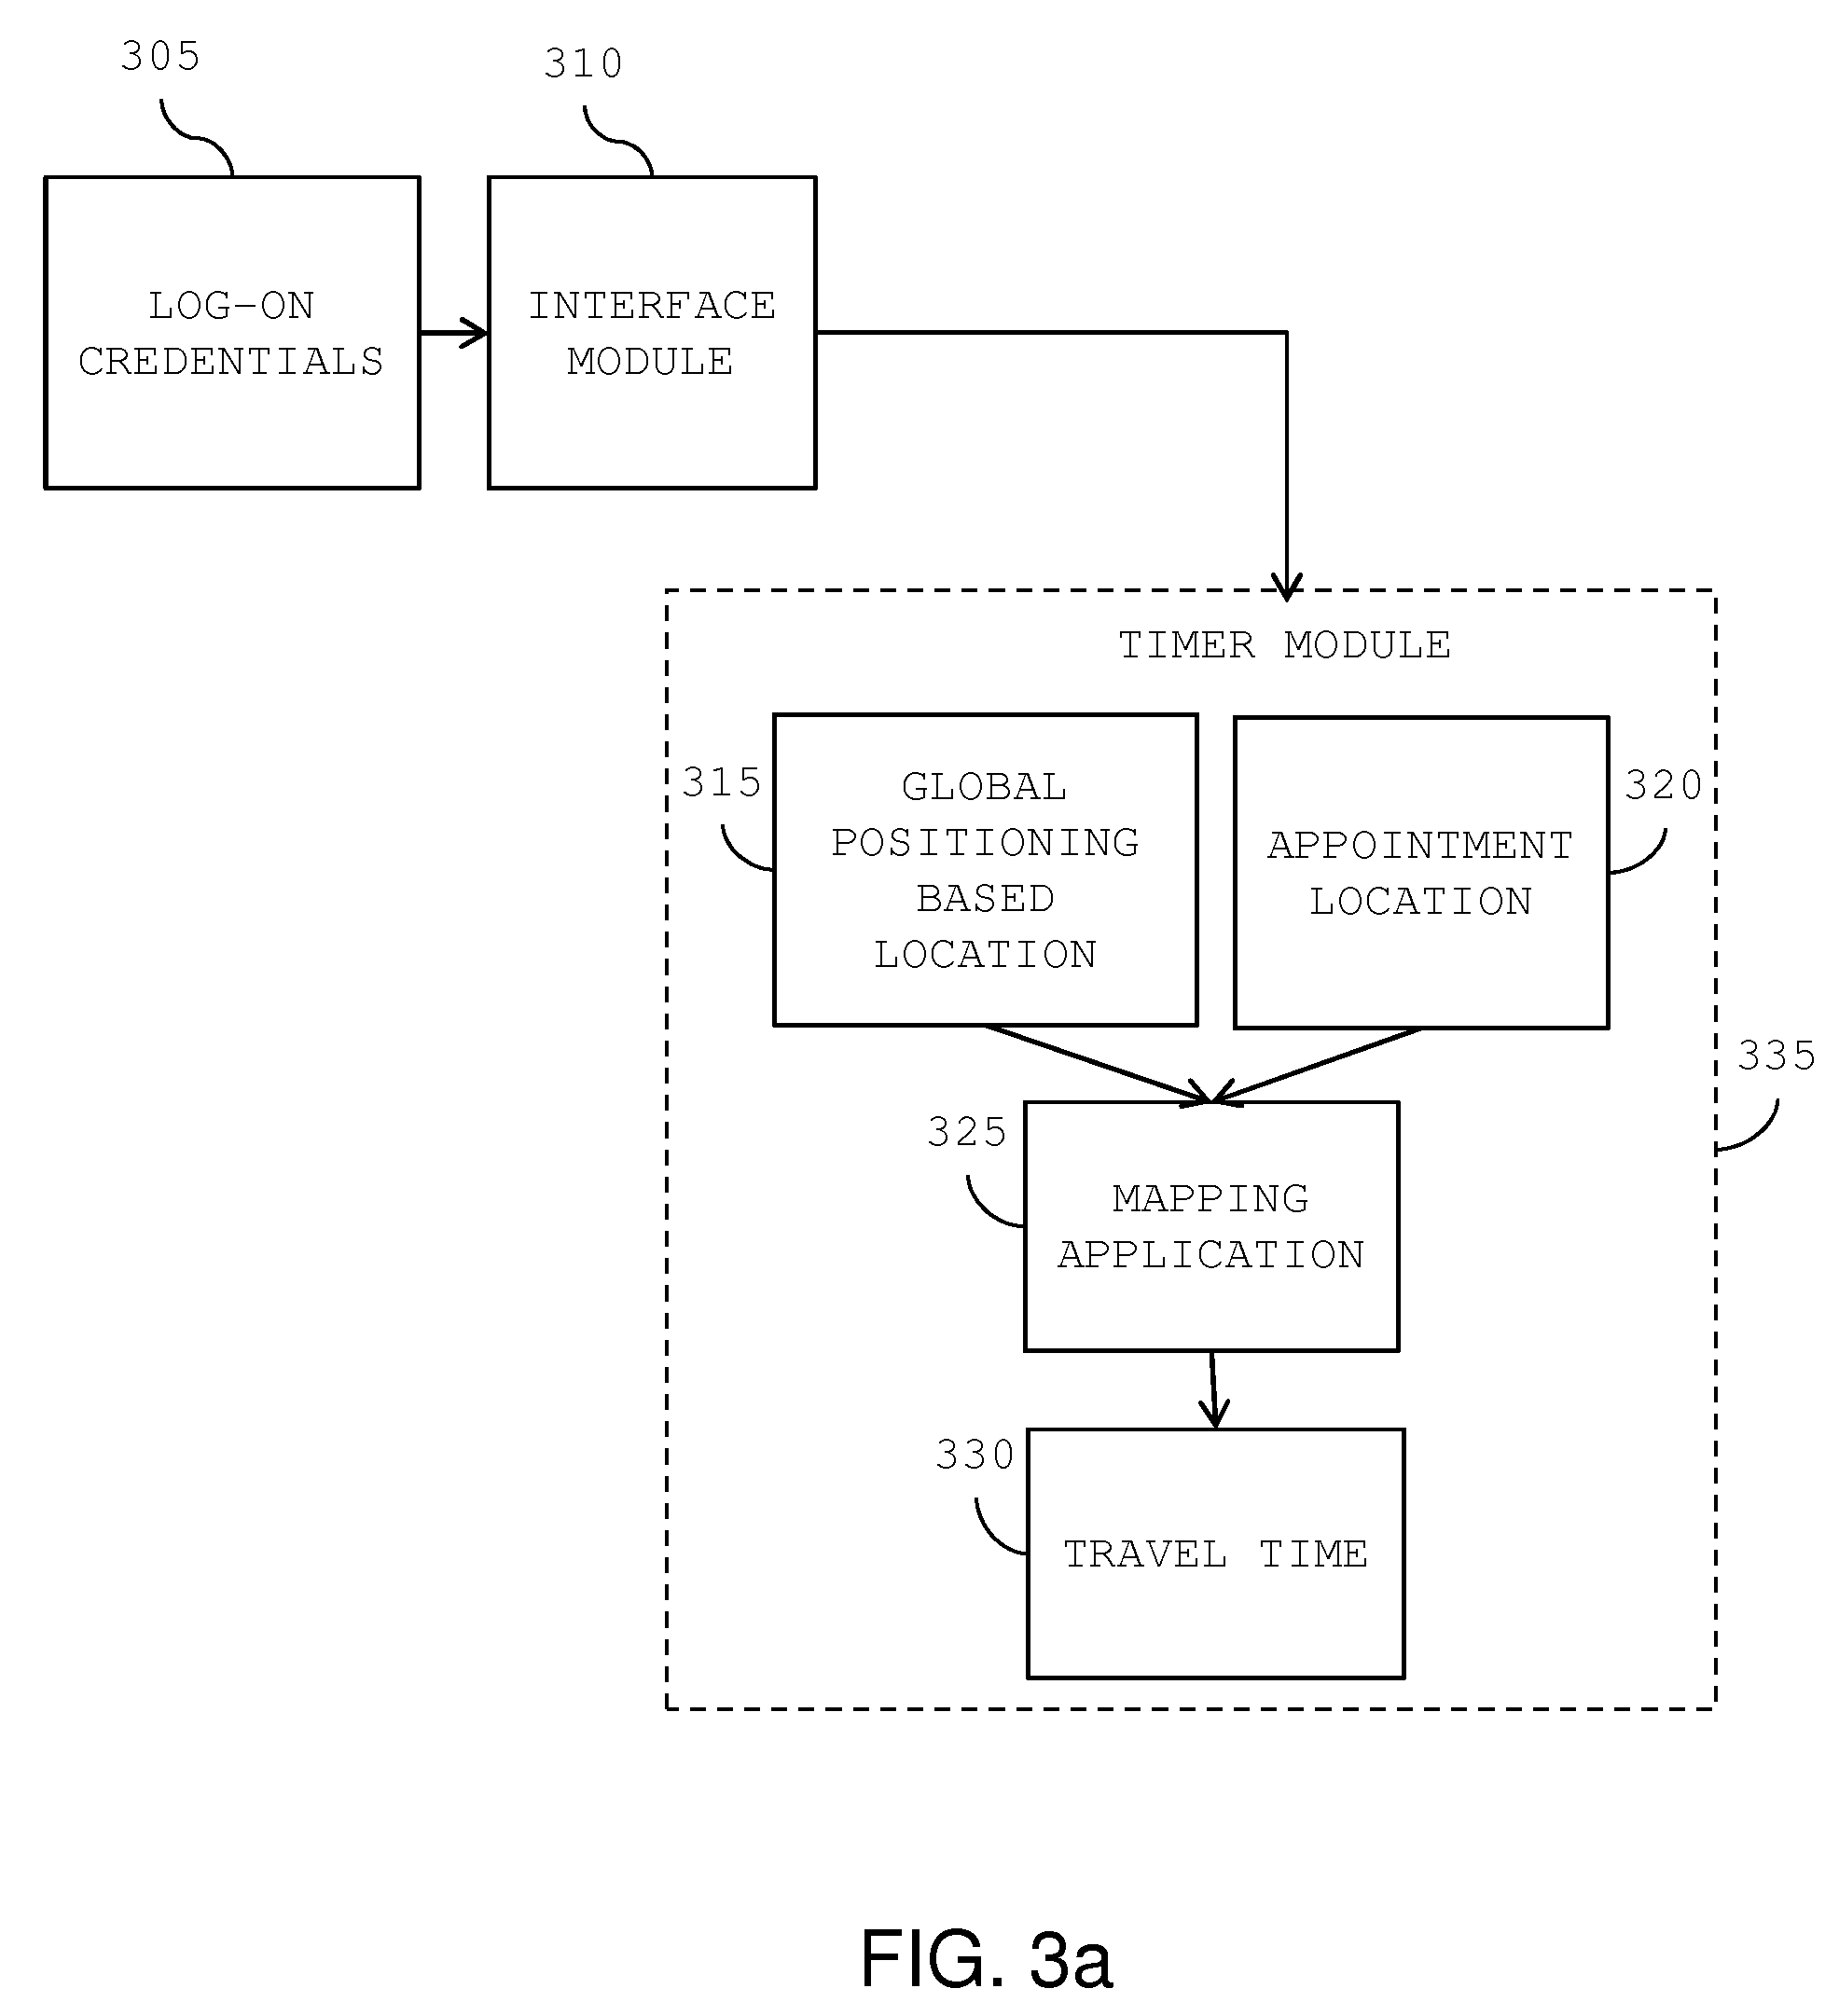 305
310
LOG-ON
CREDENTIALS
INTERFACE
MODULE
TIMER MODULE
315
GLOBAL
POSITIONING
BASED
LOCATION
320
APPOINTMENT
LOCATION
335
325
MAPPING
APPLICATION
330
TRAVEL TIME
FIG. 3a